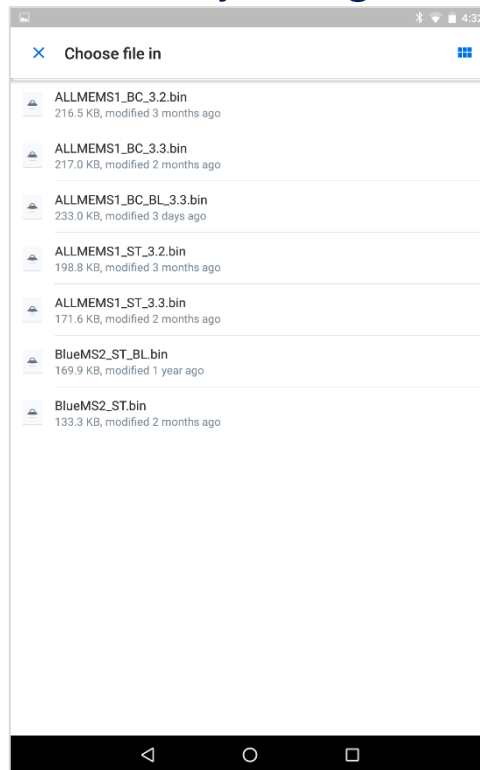 4:32
Choose file in
ALLMEMS1_BC_3.2.bin
216.5 KB, modified 3 months ago
ALLMEMS1_BC_3.3.bin
217.0 KB, modified 2 months ago
ALLMEMS1_BC_BL_3.3.bin
233.0 KB, modified 3 days ago
ALLMEMS1_ST_3.2.bin
198.8 KB, modified 3 months ago
ALLMEMS1_ST_3.3.bin
171.6 KB, modified 2 months ago
BlueMS2_ST_BL.bin
169.9 KB, modified 1 year ago
BlueMS2_ST.bin
133.3 KB, modified 2 months ago